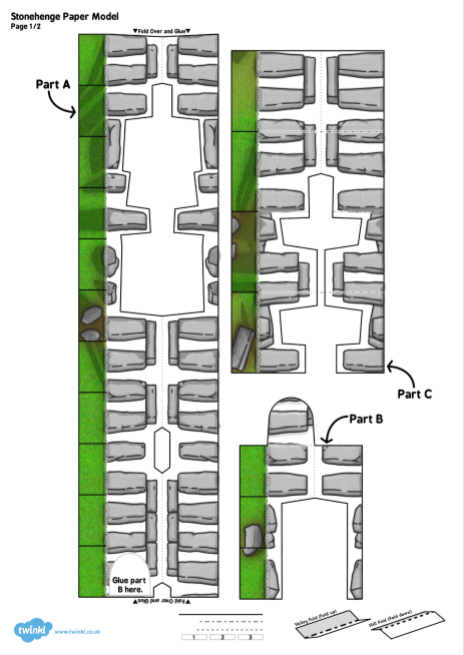 Stonehenge Paper Model
Page 1/2
▼Fold Over and Glue▼
Part A
Part C
Part B
Glue part
B here.
▲Fold Over and Glue▲
twinkl
www.twinkl.co.uk
1 2 3
Valley fold (fold up)
Hill fold (fold down)